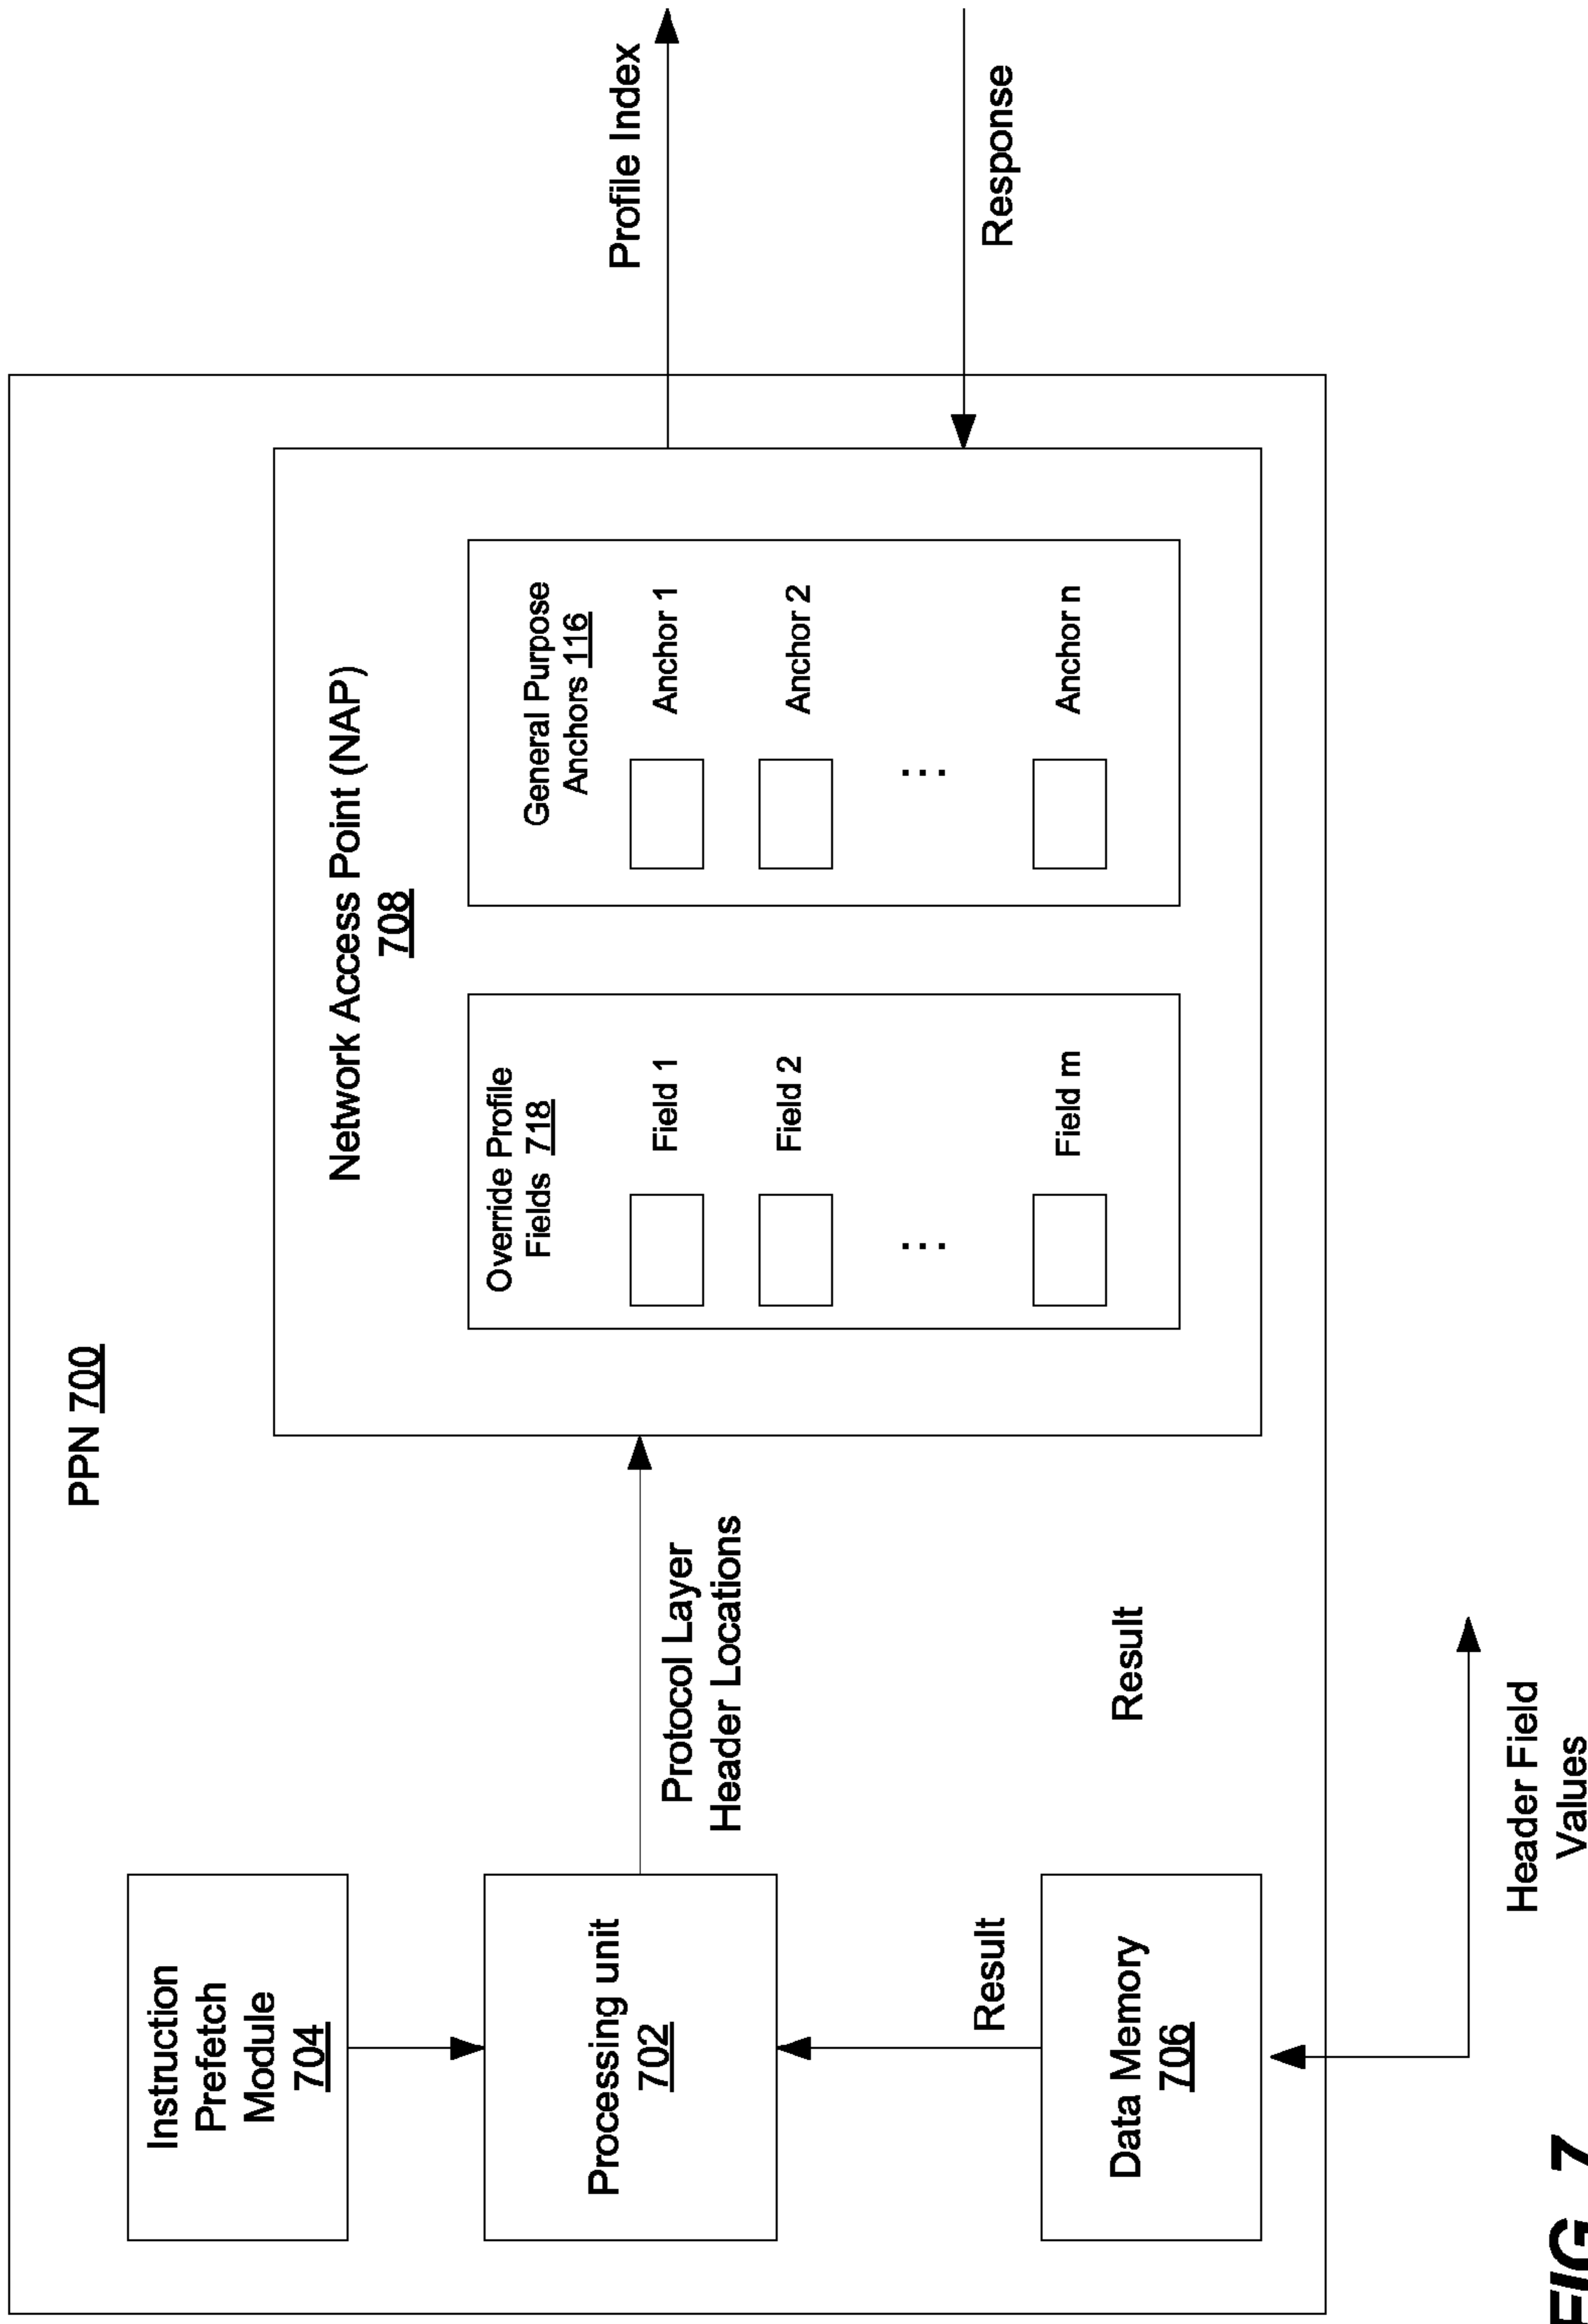 PPN 700
Instruction
Prefetch
Module
704
Processing unit
702
Result
Data Memory
706
Protocol Layer
Header Locations
Result
Network Access Point (NAP)
708
Override Profile
Fields 718
Field 1
Field 2
...
Field m
General Purpose
Anchors 116
Anchor 1
Anchor 2
...
Anchor n
Profile Index
Response
Header Field
Values
FIG. 7